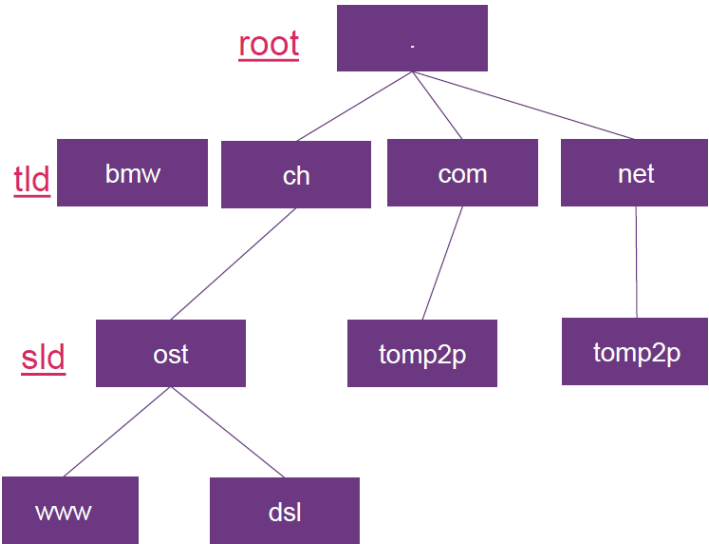 root
.
tld
bmw
ch
com
net
sld
ost
tomp2p
tomp2p
www
dsl